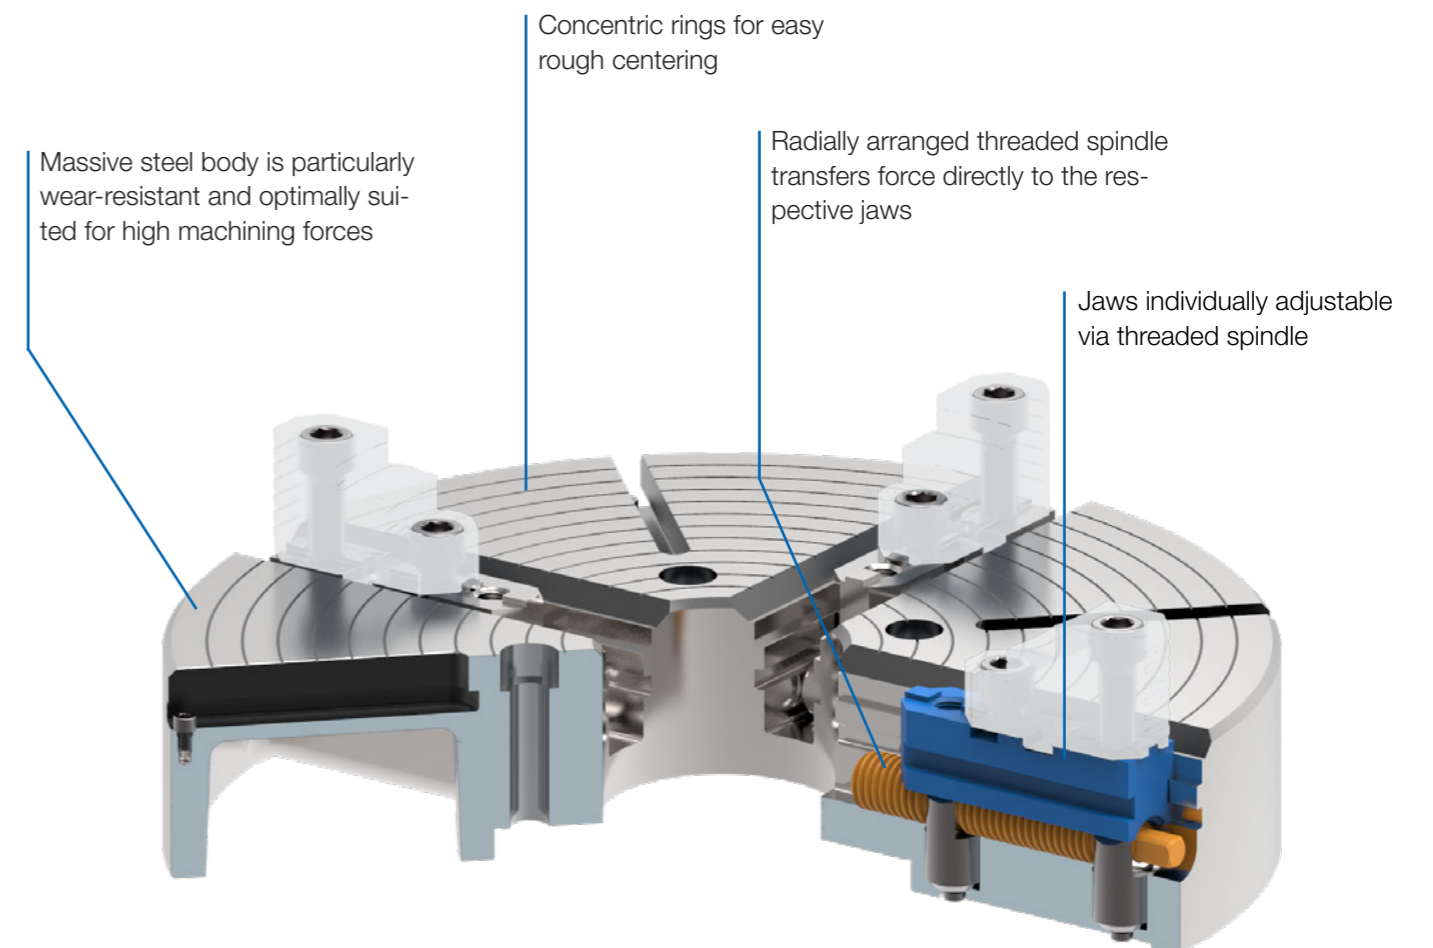 Concentric rings for easy
rough centering
Massive steel body is particularly
wear-resistant and optimally sui-
ted for high machining forces
Radially arranged threaded spindle
transfers force directly to the res-
pective jaws
Jaws individually adjustable
via threaded spindle